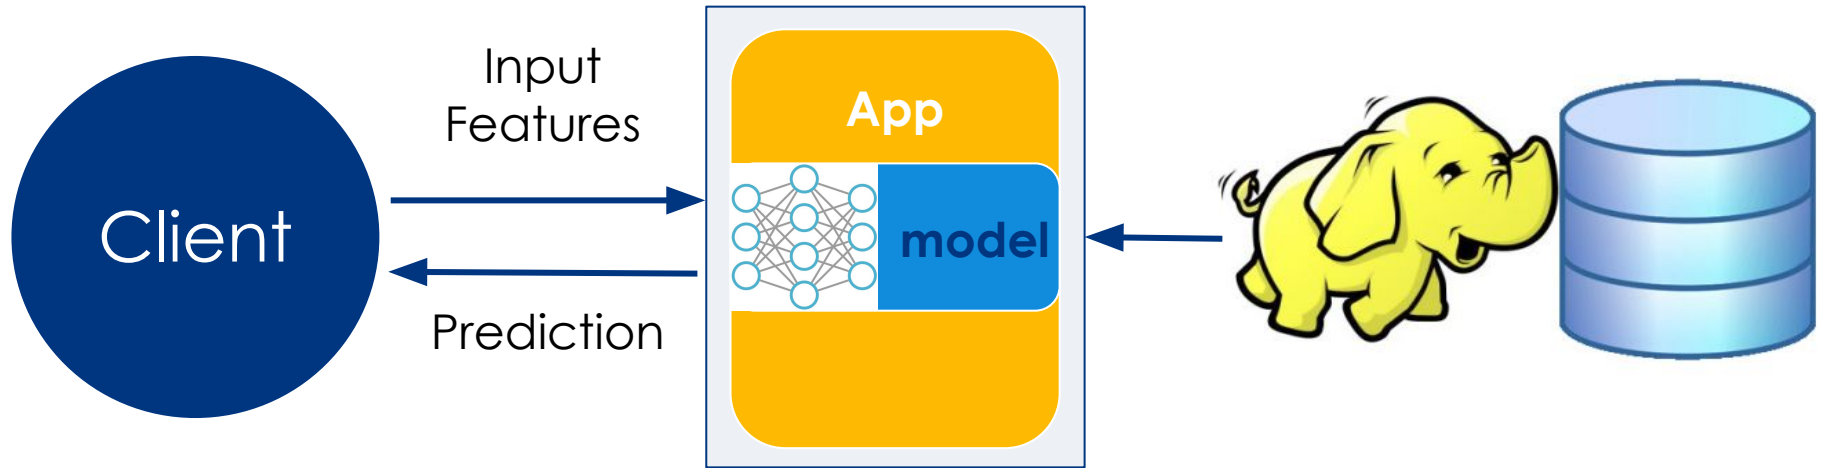 Client
Input
Features
Prediction
App
model